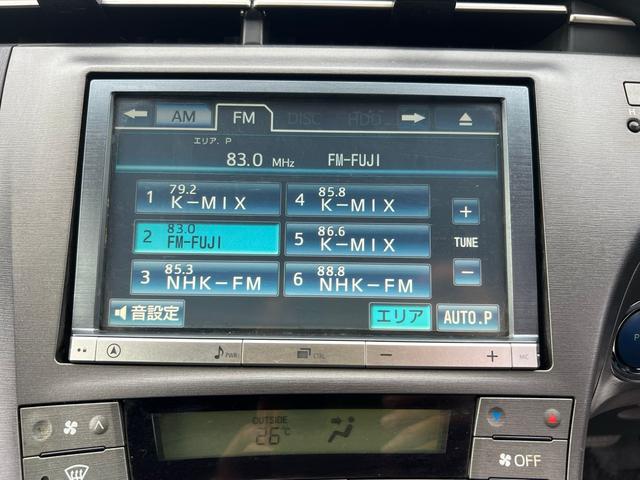 AM FM DISC HDD
エリア.P
83.0 MHz FM-FUJI
1 79.2 K-MIX
4 85.8 K-MIX
2 83.0 FM-FUJI
5 86.6 K-MIX
3 85.3 NHK-FM
6 88.8 NHK-FM
+
TUNE
−
音設定 エリア AUTO.P
PWR CTRL − + MIC
OUTSIDE
26℃
OFF